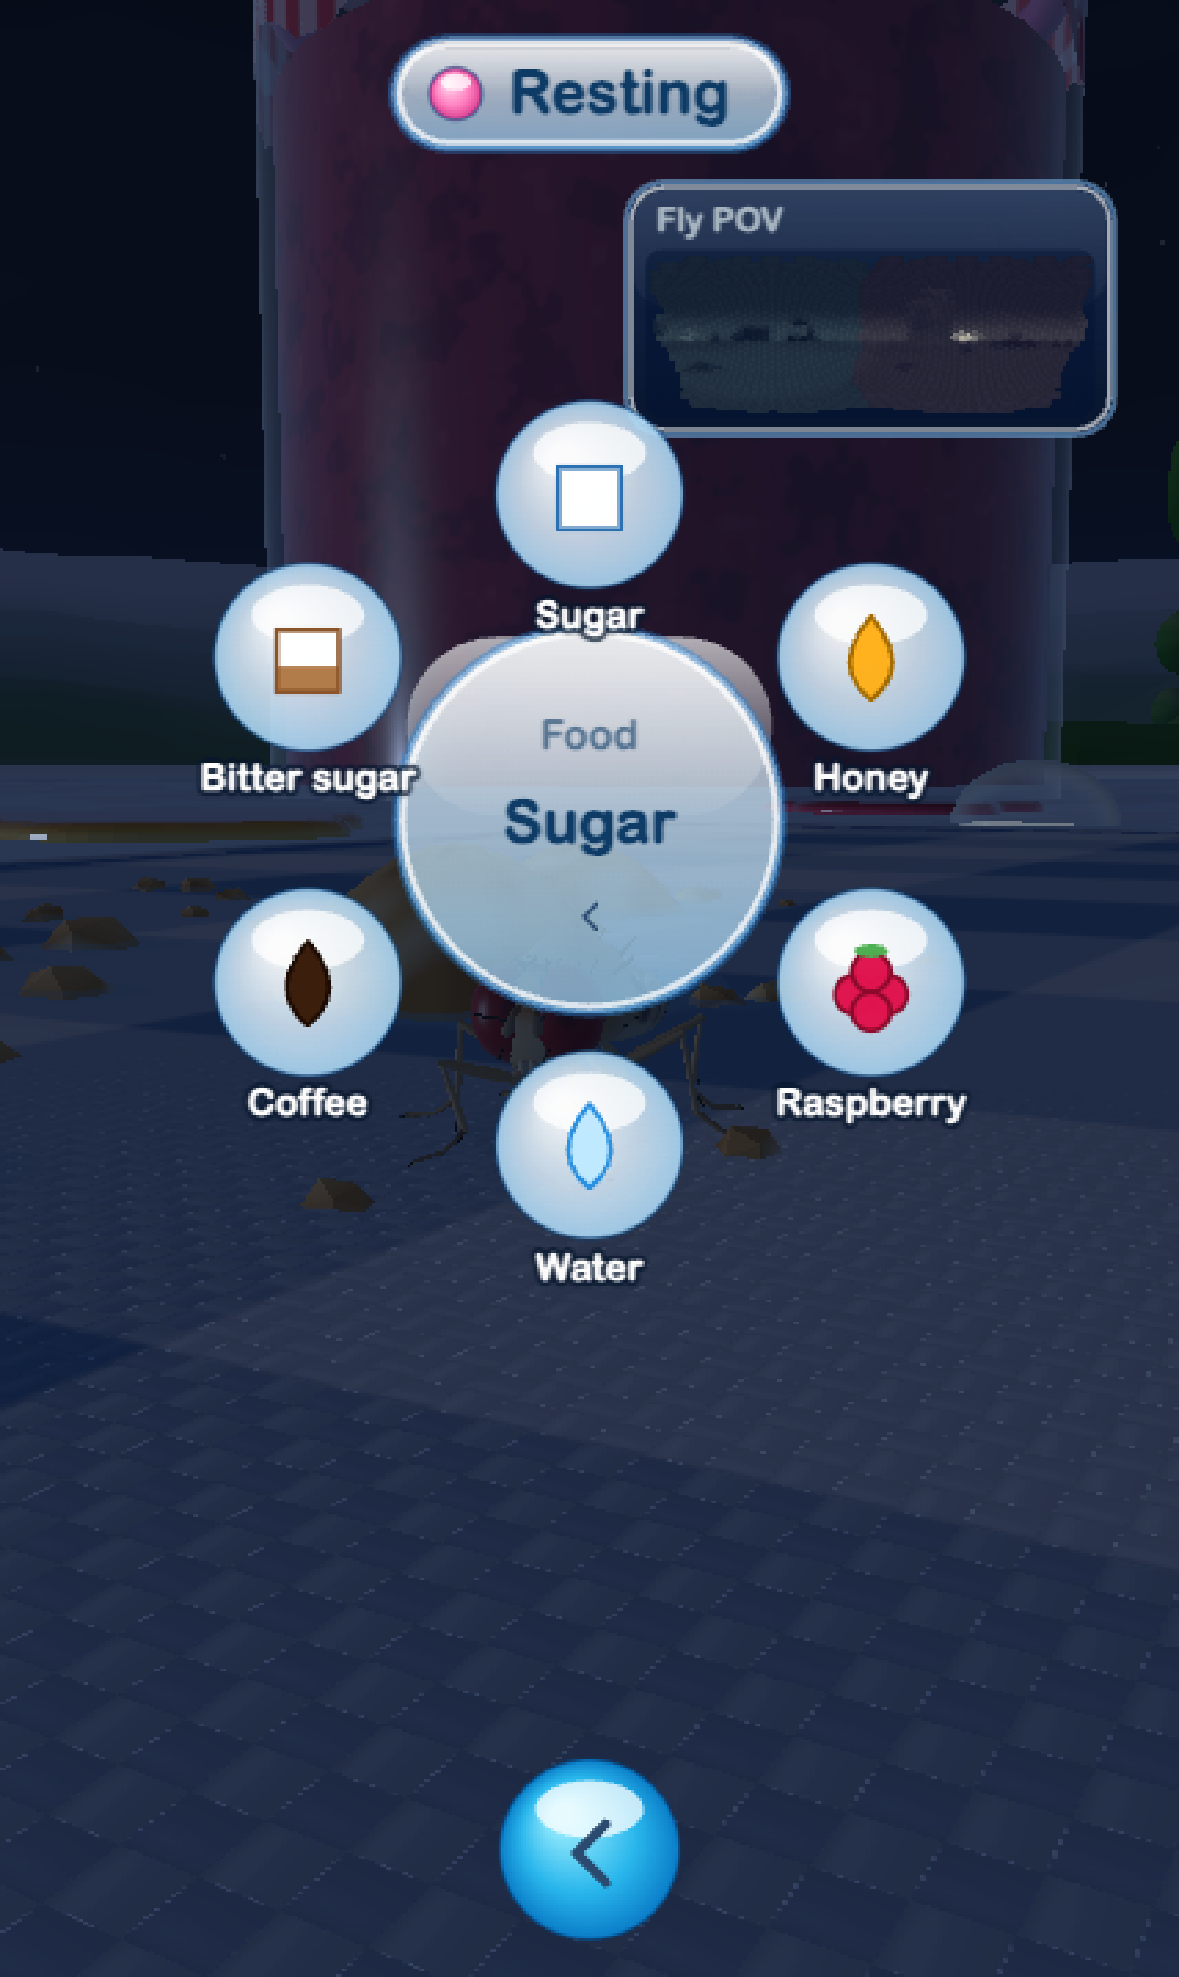 Resting
Fly POV
Sugar
Bitter sugar
Honey
Food
Sugar
Coffee
Raspberry
Water